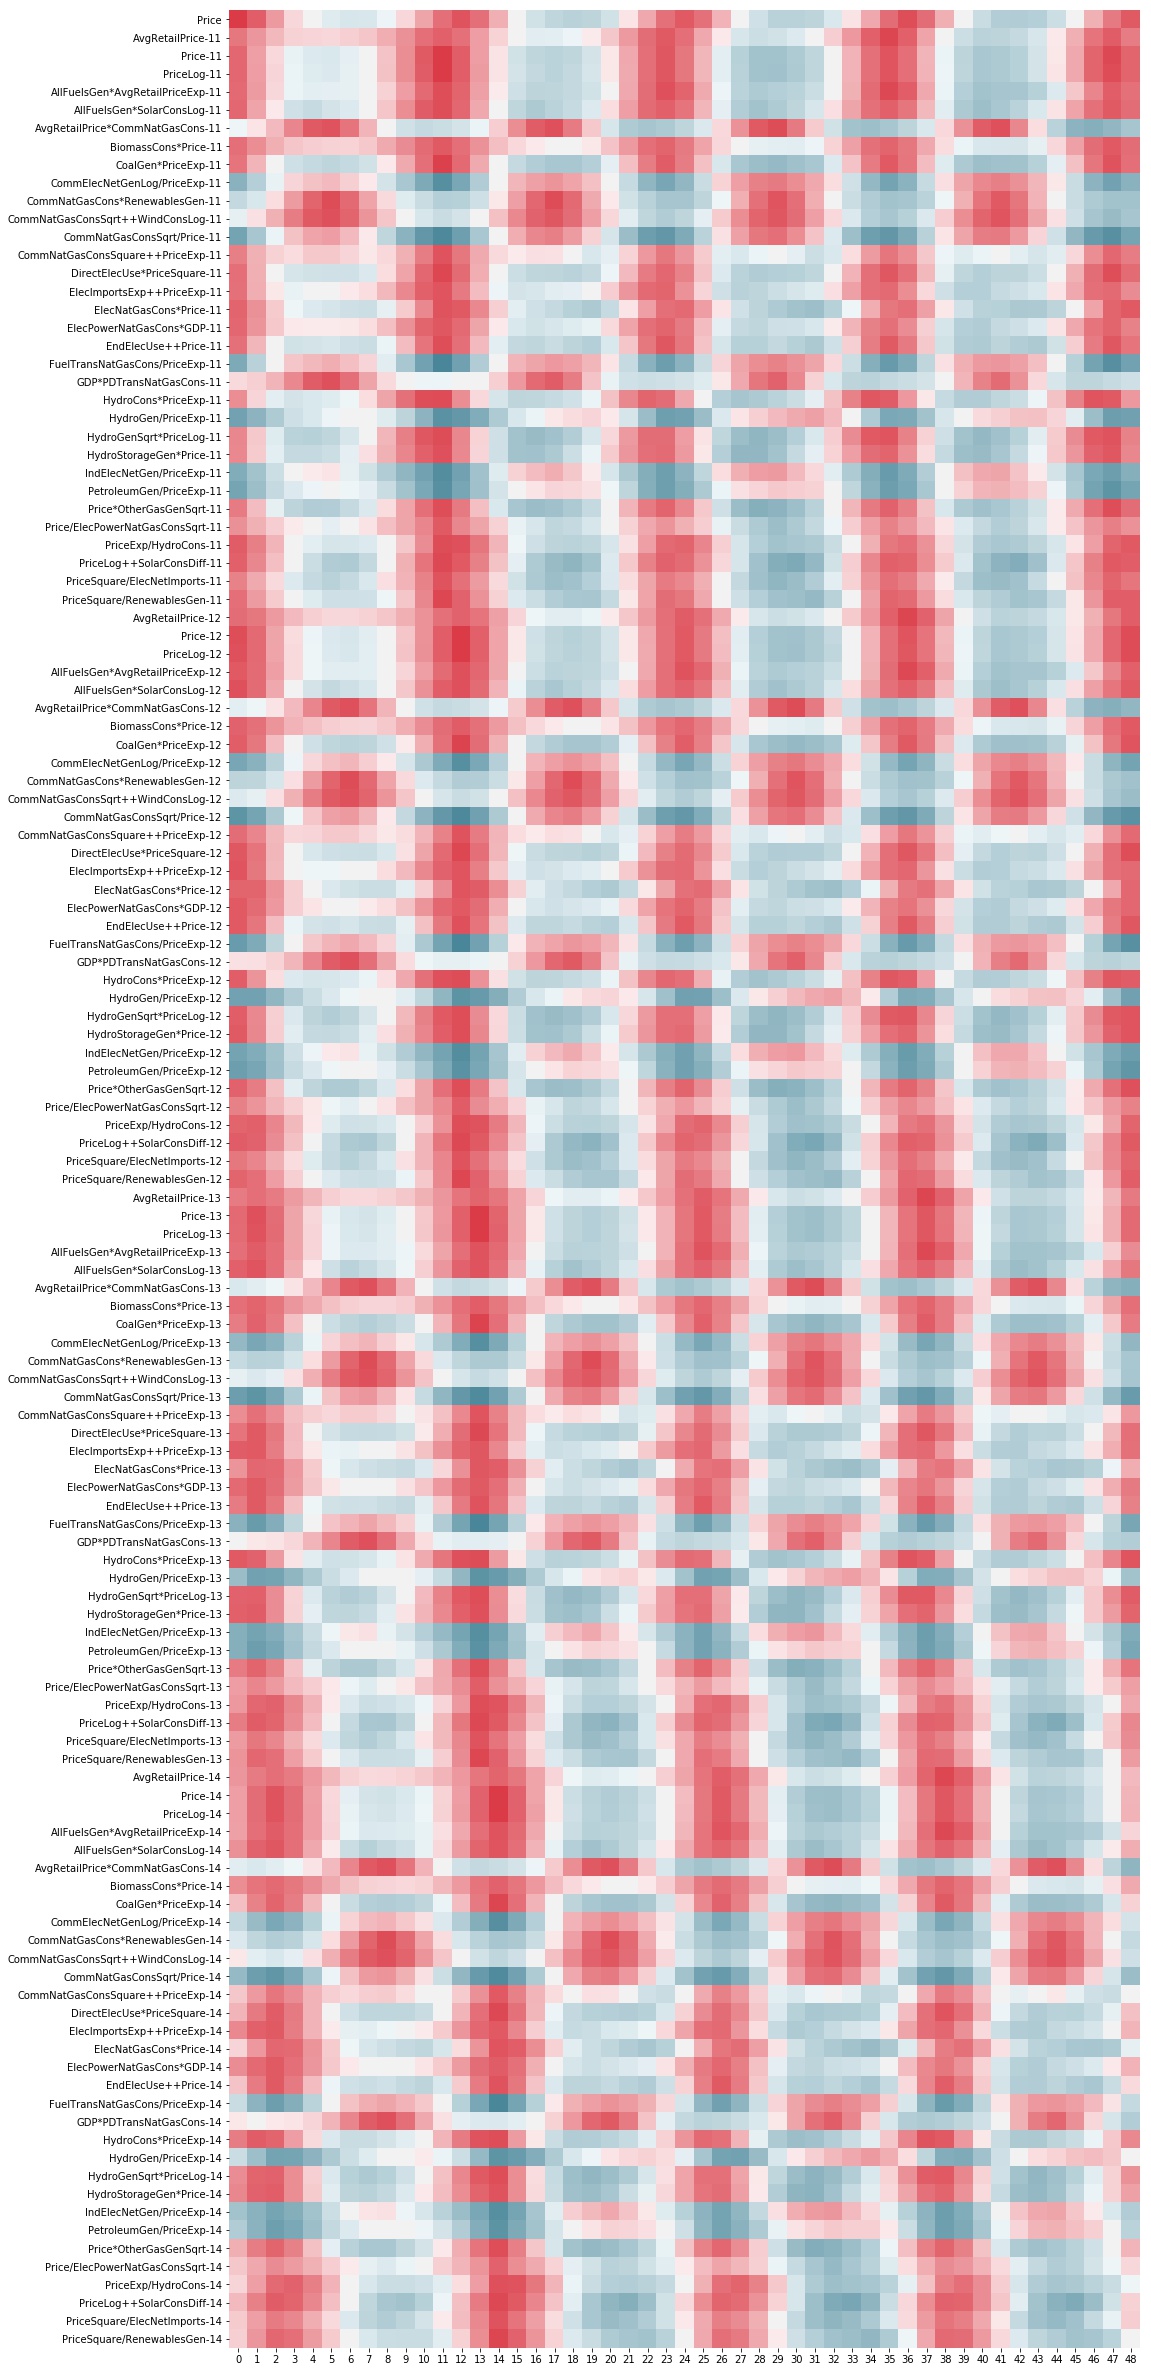 Price
AvgRetailPrice-11
Price-11
PriceLog-11
AllFuelsGen*AvgRetailPriceExp-11
AllFuelsGen*SolarConsLog-11
AvgRetailPrice*CommNatGasCons-11
BiomassCons*Price-11
CoalGen*PriceExp-11
CommElecNetGenLog/PriceExp-11
CommNatGasCons*RenewablesGen-11
CommNatGasConsSqrt++WindConsLog-11
CommNatGasConsSqrt/Price-11
CommNatGasConsSquare++PriceExp-11
DirectElecUse*PriceSquare-11
ElecImportsExp++PriceExp-11
ElecNatGasCons*Price-11
ElecPowerNatGasCons*GDP-11
EndElecUse++Price-11
FuelTransNatGasCons/PriceExp-11
GDP*PDTransNatGasCons-11
HydroCons*PriceExp-11
HydroGen/PriceExp-11
HydroGenSqrt*PriceLog-11
HydroStorageGen*Price-11
IndElecNetGen/PriceExp-11
PetroleumGen/PriceExp-11
Price*OtherGasGenSqrt-11
Price/ElecPowerNatGasConsSqrt-11
PriceExp/HydroCons-11
PriceLog++SolarConsDiff-11
PriceSquare/ElecNetImports-11
PriceSquare/RenewablesGen-11
AvgRetailPrice-12
Price-12
PriceLog-12
AllFuelsGen*AvgRetailPriceExp-12
AllFuelsGen*SolarConsLog-12
AvgRetailPrice*CommNatGasCons-12
BiomassCons*Price-12
CoalGen*PriceExp-12
CommElecNetGenLog/PriceExp-12
CommNatGasCons*RenewablesGen-12
CommNatGasConsSqrt++WindConsLog-12
CommNatGasConsSqrt/Price-12
CommNatGasConsSquare++PriceExp-12
DirectElecUse*PriceSquare-12
ElecImportsExp++PriceExp-12
ElecNatGasCons*Price-12
ElecPowerNatGasCons*GDP-12
EndElecUse++Price-12
FuelTransNatGasCons/PriceExp-12
GDP*PDTransNatGasCons-12
HydroCons*PriceExp-12
HydroGen/PriceExp-12
HydroGenSqrt*PriceLog-12
HydroStorageGen*Price-12
IndElecNetGen/PriceExp-12
PetroleumGen/PriceExp-12
Price*OtherGasGenSqrt-12
Price/ElecPowerNatGasConsSqrt-12
PriceExp/HydroCons-12
PriceLog++SolarConsDiff-12
PriceSquare/ElecNetImports-12
PriceSquare/RenewablesGen-12
AvgRetailPrice-13
Price-13
PriceLog-13
AllFuelsGen*AvgRetailPriceExp-13
AllFuelsGen*SolarConsLog-13
AvgRetailPrice*CommNatGasCons-13
BiomassCons*Price-13
CoalGen*PriceExp-13
CommElecNetGenLog/PriceExp-13
CommNatGasCons*RenewablesGen-13
CommNatGasConsSqrt++WindConsLog-13
CommNatGasConsSqrt/Price-13
CommNatGasConsSquare++PriceExp-13
DirectElecUse*PriceSquare-13
ElecImportsExp++PriceExp-13
ElecNatGasCons*Price-13
ElecPowerNatGasCons*GDP-13
EndElecUse++Price-13
FuelTransNatGasCons/PriceExp-13
GDP*PDTransNatGasCons-13
HydroCons*PriceExp-13
HydroGen/PriceExp-13
HydroGenSqrt*PriceLog-13
HydroStorageGen*Price-13
IndElecNetGen/PriceExp-13
PetroleumGen/PriceExp-13
Price*OtherGasGenSqrt-13
Price/ElecPowerNatGasConsSqrt-13
PriceExp/HydroCons-13
PriceLog++SolarConsDiff-13
PriceSquare/ElecNetImports-13
PriceSquare/RenewablesGen-13
AvgRetailPrice-14
Price-14
PriceLog-14
AllFuelsGen*AvgRetailPriceExp-14
AllFuelsGen*SolarConsLog-14
AvgRetailPrice*CommNatGasCons-14
BiomassCons*Price-14
CoalGen*PriceExp-14
CommElecNetGenLog/PriceExp-14
CommNatGasCons*RenewablesGen-14
CommNatGasConsSqrt++WindConsLog-14
CommNatGasConsSqrt/Price-14
CommNatGasConsSquare++PriceExp-14
DirectElecUse*PriceSquare-14
ElecImportsExp++PriceExp-14
ElecNatGasCons*Price-14
ElecPowerNatGasCons*GDP-14
EndElecUse++Price-14
FuelTransNatGasCons/PriceExp-14
GDP*PDTransNatGasCons-14
HydroCons*PriceExp-14
HydroGen/PriceExp-14
HydroGenSqrt*PriceLog-14
HydroStorageGen*Price-14
IndElecNetGen/PriceExp-14
PetroleumGen/PriceExp-14
Price*OtherGasGenSqrt-14
Price/ElecPowerNatGasConsSqrt-14
PriceExp/HydroCons-14
PriceLog++SolarConsDiff-14
PriceSquare/ElecNetImports-14
PriceSquare/RenewablesGen-14
0 1 2 3 4 5 6 7 8 9 10 11 12 13 14 15 16 17 18 19 20 21 22 23 24 25 26 27 28 29 30 31 32 33 34 35 36 37 38 39 40 41 42 43 44 45 46 47 48